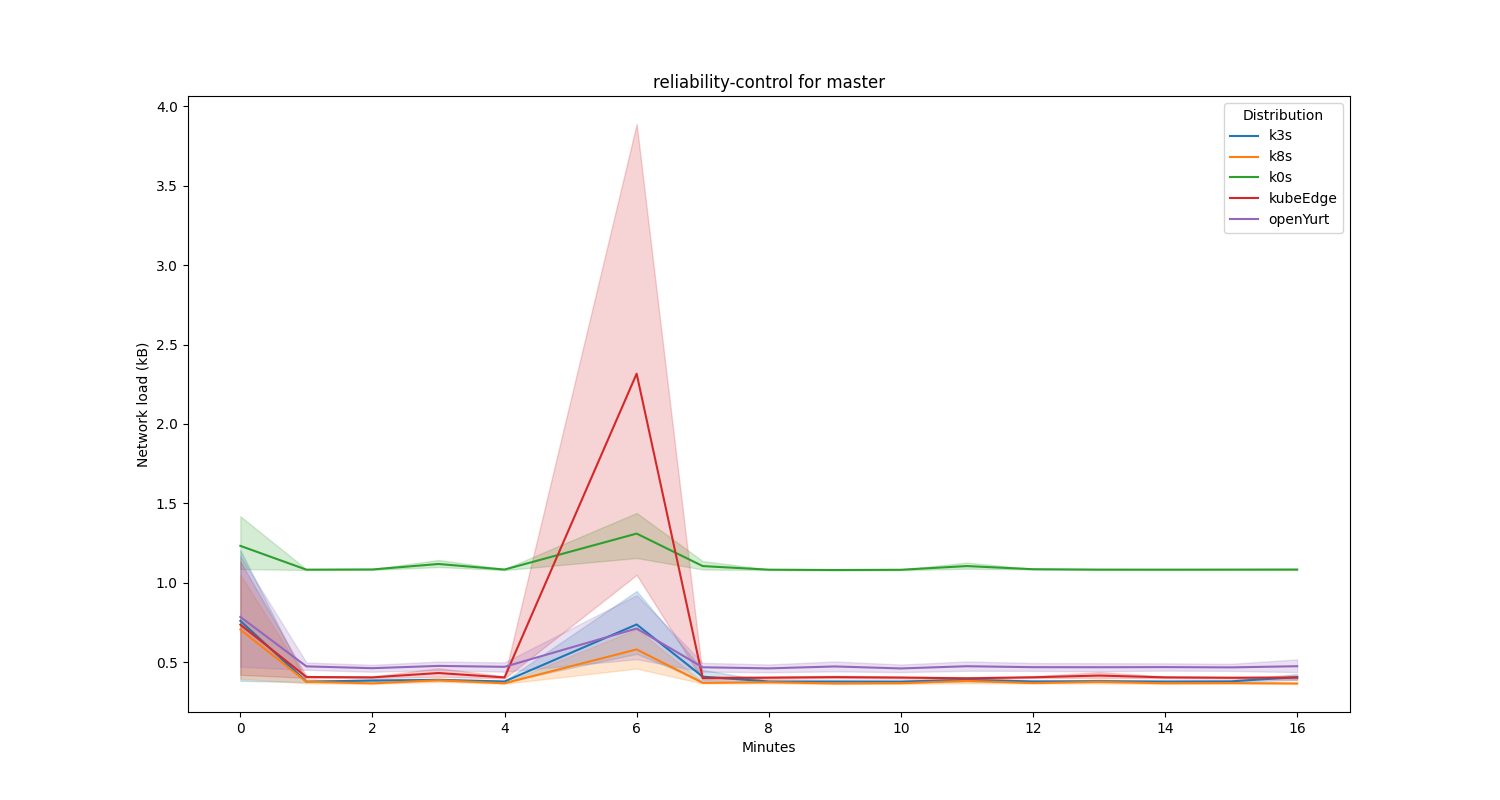 reliability-control for master
Distribution
k3s
k8s
k0s
kubeEdge
openYurt
Network load (kB)
4.0
3.5
3.0
2.5
2.0
1.5
1.0
0.5
0 2 4 6 8 10 12 14 16
Minutes